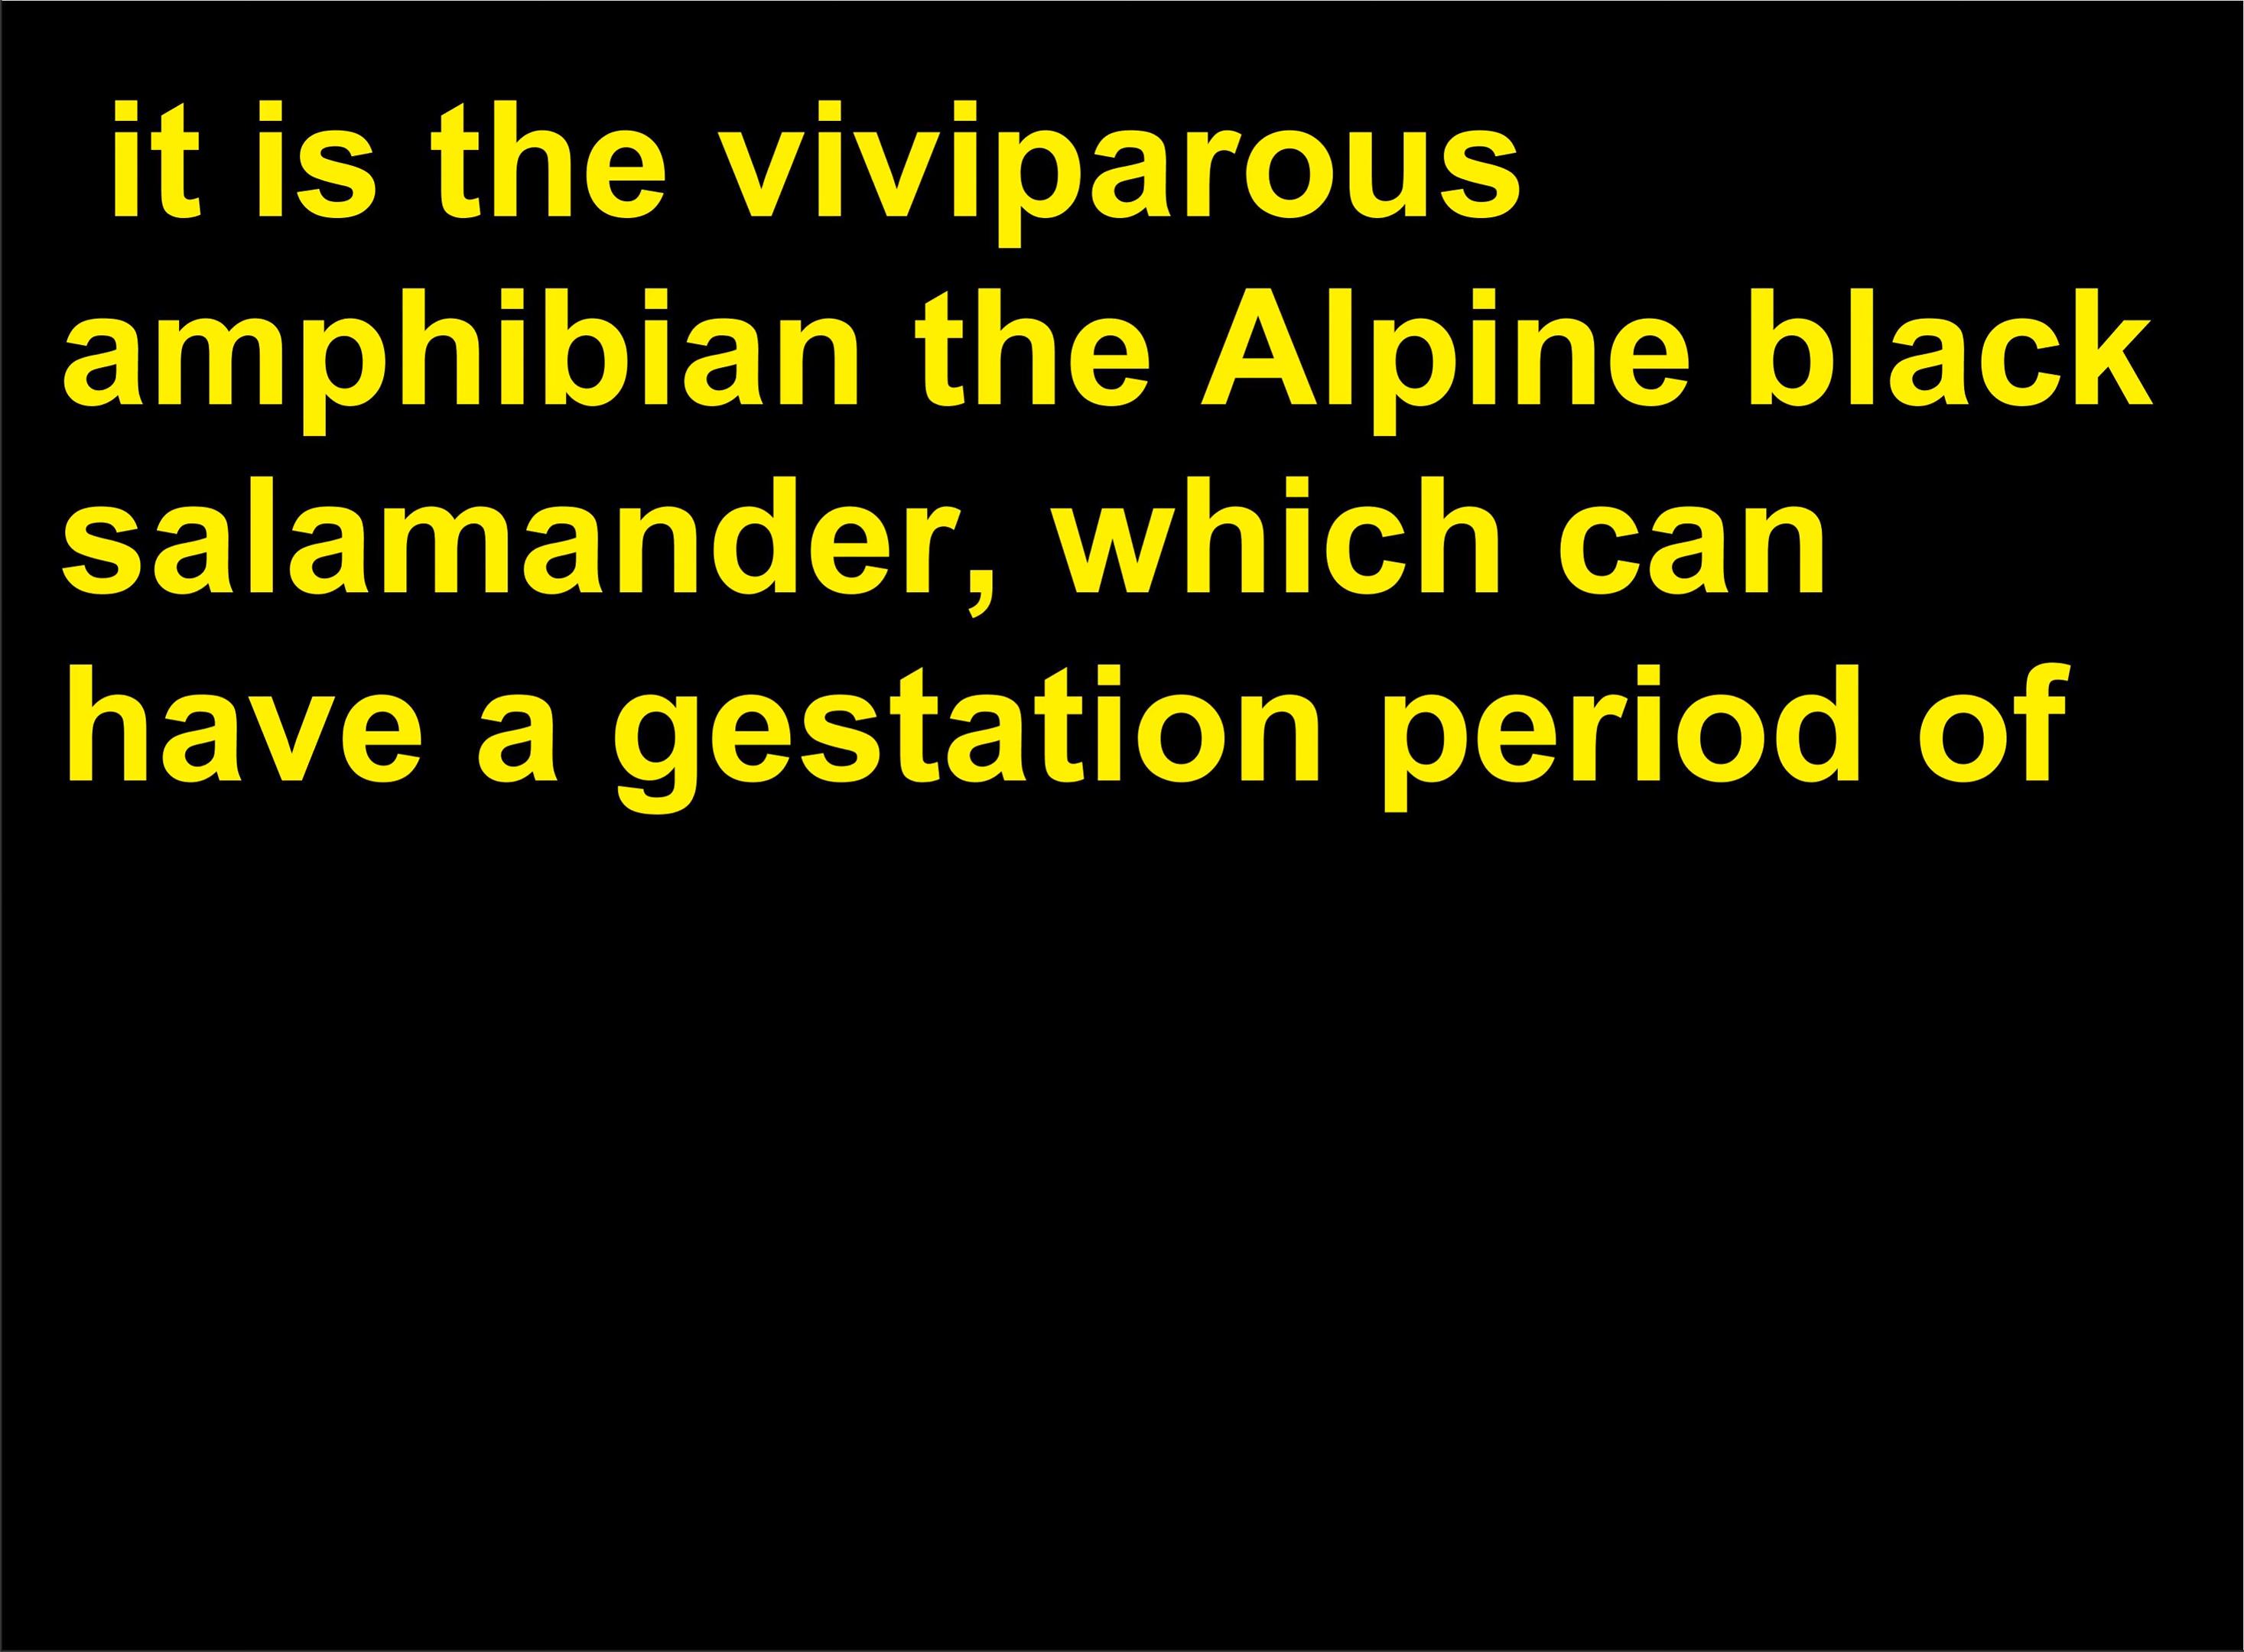 it is the viviparous
amphibian the Alpine black
salamander, which can
have a gestation period of